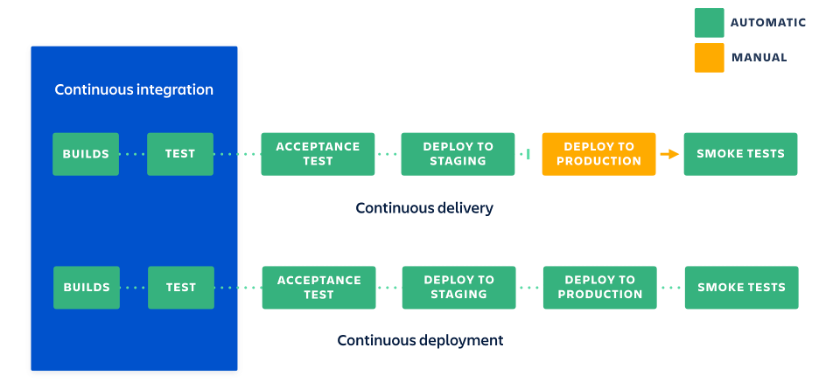 AUTOMATIC
MANUAL
Continuous integration
BUILDS
TEST
ACCEPTANCE
TEST
DEPLOY TO
STAGING
DEPLOY TO
PRODUCTION
SMOKE TESTS
Continuous delivery
BUILDS
TEST
ACCEPTANCE
TEST
DEPLOY TO
STAGING
DEPLOY TO
PRODUCTION
SMOKE TESTS
Continuous deployment